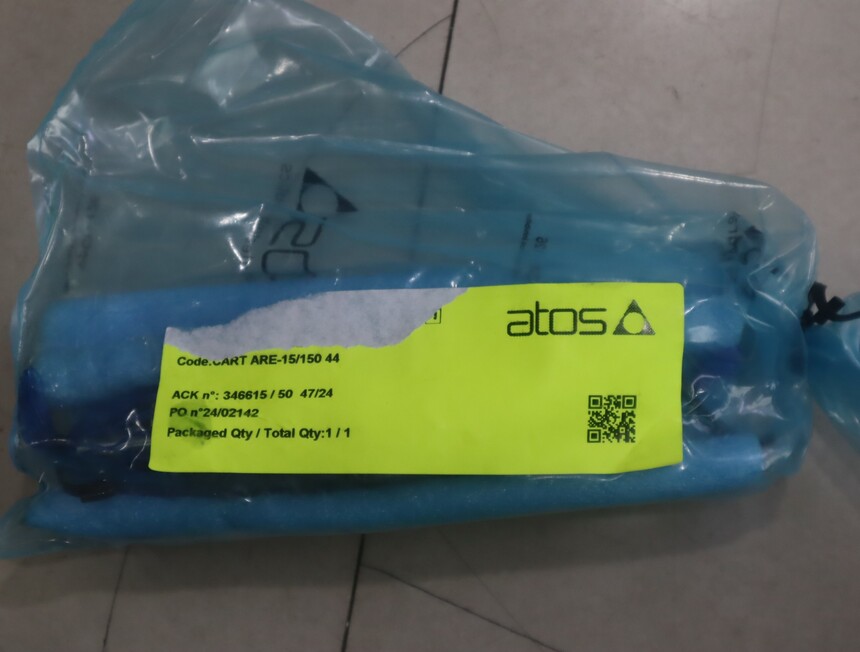 atos
Code:CART ARE-15/150 44
ACK n°: 346615 / 50 47/24
PO n°24/02142
Packaged Qty / Total Qty:1 / 1